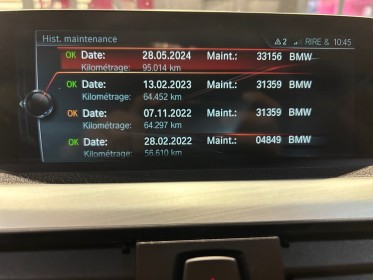 Hist. maintenance 2 RIRE & 10:45
OK Date: 28.05.2024 Maint.: 33156 BMW
Kilométrage: 95.014 km
OK Date: 13.02.2023 Maint.: 31359 BMW
Kilométrage: 64.452 km
OK Date: 07.11.2022 Maint.: 31359 BMW
Kilométrage: 64.297 km
OK Date: 28.02.2022 Maint.: 04849 BMW
Kilométrage: 56.610 km